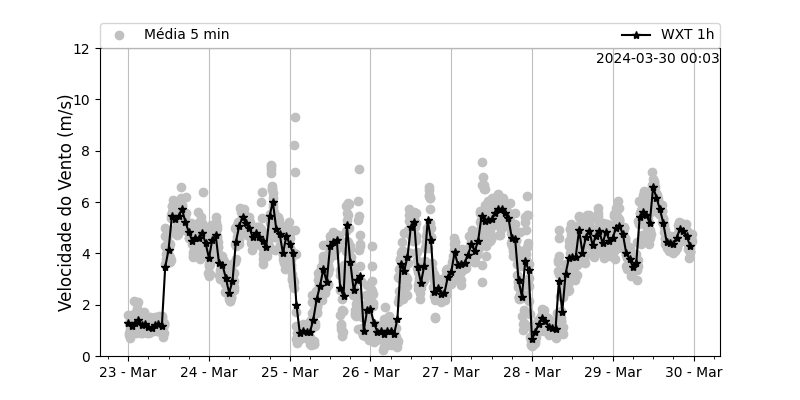 Média 5 min
WXT 1h
2024-03-30 00:03
Velocidade do Vento (m/s)
12
10
8
6
4
2
0
23 - Mar
24 - Mar
25 - Mar
26 - Mar
27 - Mar
28 - Mar
29 - Mar
30 - Mar